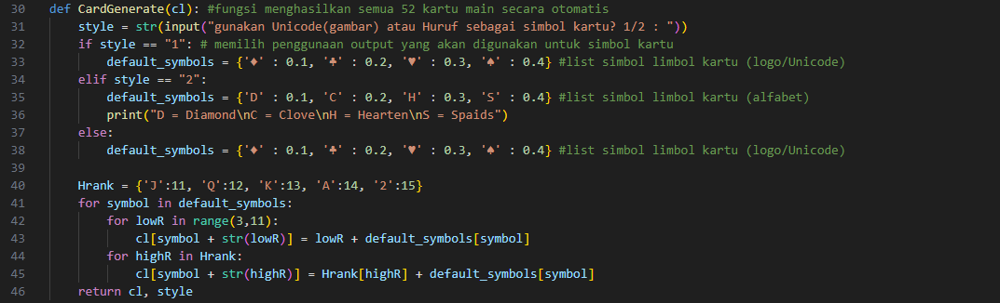 30 def CardGenerate(cl): #fungsi menghasilkan semua 52 kartu main secara otomatis
31     style = str(input("gunakan Unicode(gambar) atau Huruf sebagai simbol kartu? 1/2 : "))
32     if style == "1": # memilih penggunaan output yang akan digunakan untuk simbol kartu
33         default_symbols = {'♦' : 0.1, '♣' : 0.2, '♥' : 0.3, '♠' : 0.4} #list simbol limbol kartu (logo/Unicode)
34     elif style == "2":
35         default_symbols = {'D' : 0.1, 'C' : 0.2, 'H' : 0.3, 'S' : 0.4} #list simbol limbol kartu (alfabet)
36         print("D = Diamond\nC = Clove\nH = Hearten\nS = Spaids")
37     else:
38         default_symbols = {'♦' : 0.1, '♣' : 0.2, '♥' : 0.3, '♠' : 0.4} #list simbol limbol kartu (logo/Unicode)
39
40     Hrank = {'J':11, 'Q':12, 'K':13, 'A':14, '2':15}
41     for symbol in default_symbols:
42         for lowR in range(3,11):
43             cl[symbol + str(lowR)] = lowR + default_symbols[symbol]
44         for highR in Hrank:
45             cl[symbol + str(highR)] = Hrank[highR] + default_symbols[symbol]
46     return cl, style